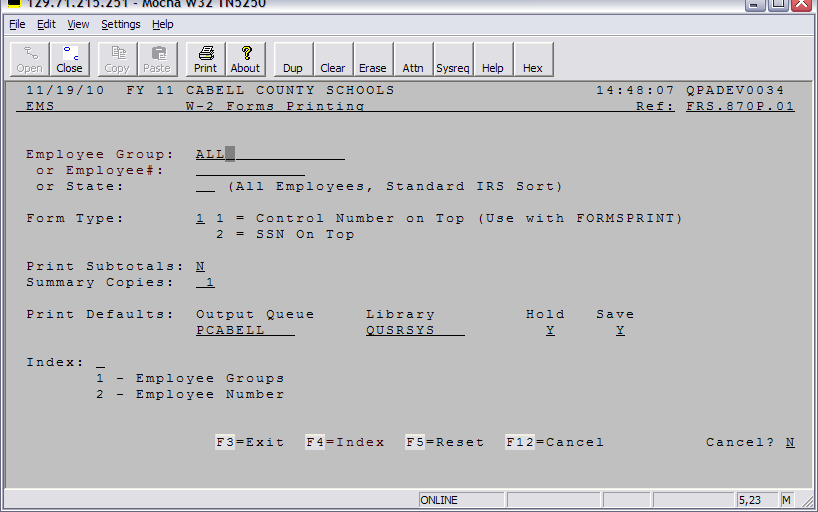 129.71.215.251 - Mocha W32 TN5250
File Edit View Settings Help
Open Close Copy Paste Print About Dup Clear Erase Attn Sysreq Help Hex
11/19/10 FY 11 CABELL COUNTY SCHOOLS 14:48:07 QPADEV0034
EMS W-2 Forms Printing Ref: FRS.870P.01
Employee Group: ALL
or Employee#:
or State: __ (All Employees, Standard IRS Sort)
Form Type: 1 1 = Control Number on Top (Use with FORMSPRINT)
2 = SSN On Top
Print Subtotals: N
Summary Copies: 1
Print Defaults: Output Queue Library Hold Save
PCABELL QUSRSYS Y Y
Index: _
1 - Employee Groups
2 - Employee Number
F3=Exit F4=Index F5=Reset F12=Cancel Cancel? N
ONLINE 5,23 M